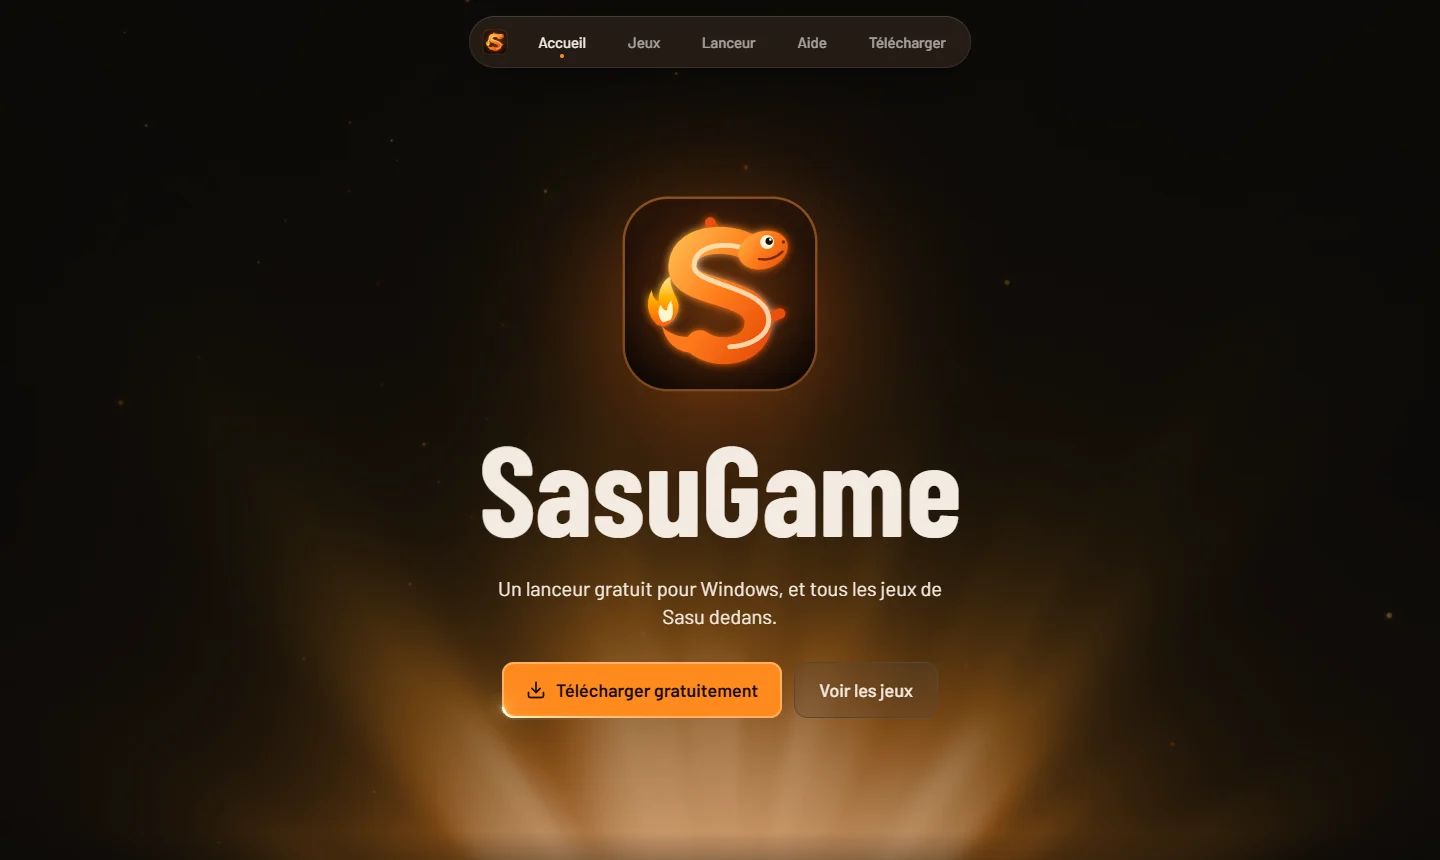 Accueil
Jeux
Lanceur
Aide
Télécharger
SasuGame
Un lanceur gratuit pour Windows, et tous les jeux de
Sasu dedans.
Télécharger gratuitement
Voir les jeux